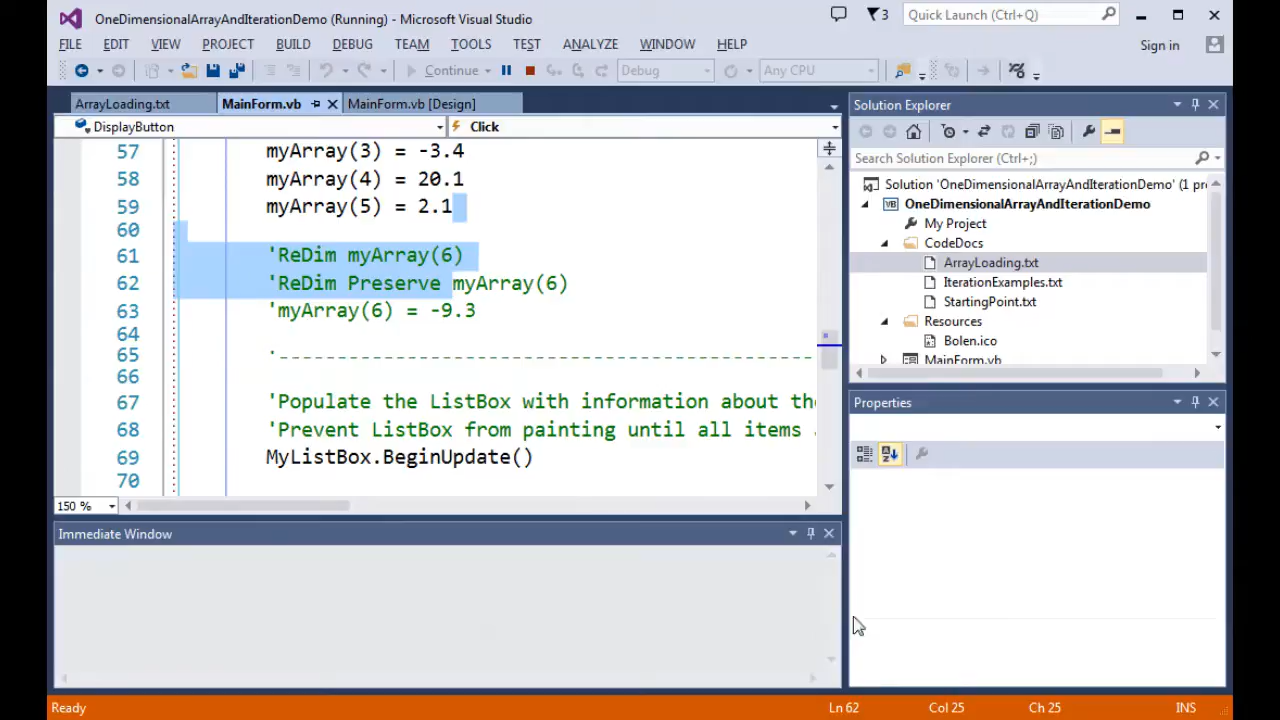 OneDimensionalArrayAndIterationDemo (Running) - Microsoft Visual Studio
3
Quick Launch (Ctrl+Q)
FILE EDIT VIEW PROJECT BUILD DEBUG TEAM TOOLS TEST ANALYZE WINDOW HELP
Sign in
Continue Debug Any CPU
ArrayLoading.txt MainForm.vb MainForm.vb [Design]
DisplayButton Click
57 myArray(3) = -3.4
58 myArray(4) = 20.1
59 myArray(5) = 2.1
60
61 'ReDim myArray(6)
62 'ReDim Preserve myArray(6)
63 'myArray(6) = -9.3
64
65 '----------------------------------------------
66
67 'Populate the ListBox with information about the
68 'Prevent ListBox from painting until all items
69 MyListBox.BeginUpdate()
70
150 %
Immediate Window
Solution Explorer
Search Solution Explorer (Ctrl+;)
Solution 'OneDimensionalArrayAndIterationDemo' (1 pr
VB OneDimensionalArrayAndIterationDemo
My Project
CodeDocs
ArrayLoading.txt
IterationExamples.txt
StartingPoint.txt
Resources
Bolen.ico
MainForm.vb
Properties
Ready Ln 62 Col 25 Ch 25 INS